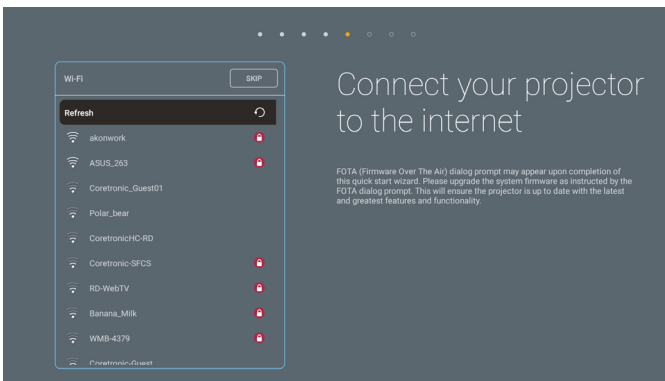 Wi-Fi
SKIP
Refresh
akonwork
ASUS_263
Coretronic_Guest01
Polar_bear
CoretronicHC-RD
Coretronic-SFCS
RD-WebTV
Banana_Milk
WMB-4379
Coretronic-Guest
Connect your projector
to the internet
FOTA (Firmware Over The Air) dialog prompt may appear upon completion of
this quick start wizard. Please upgrade the system firmware as instructed by the
FOTA dialog prompt. This will ensure the projector is up to date with the latest
and greatest features and functionality.